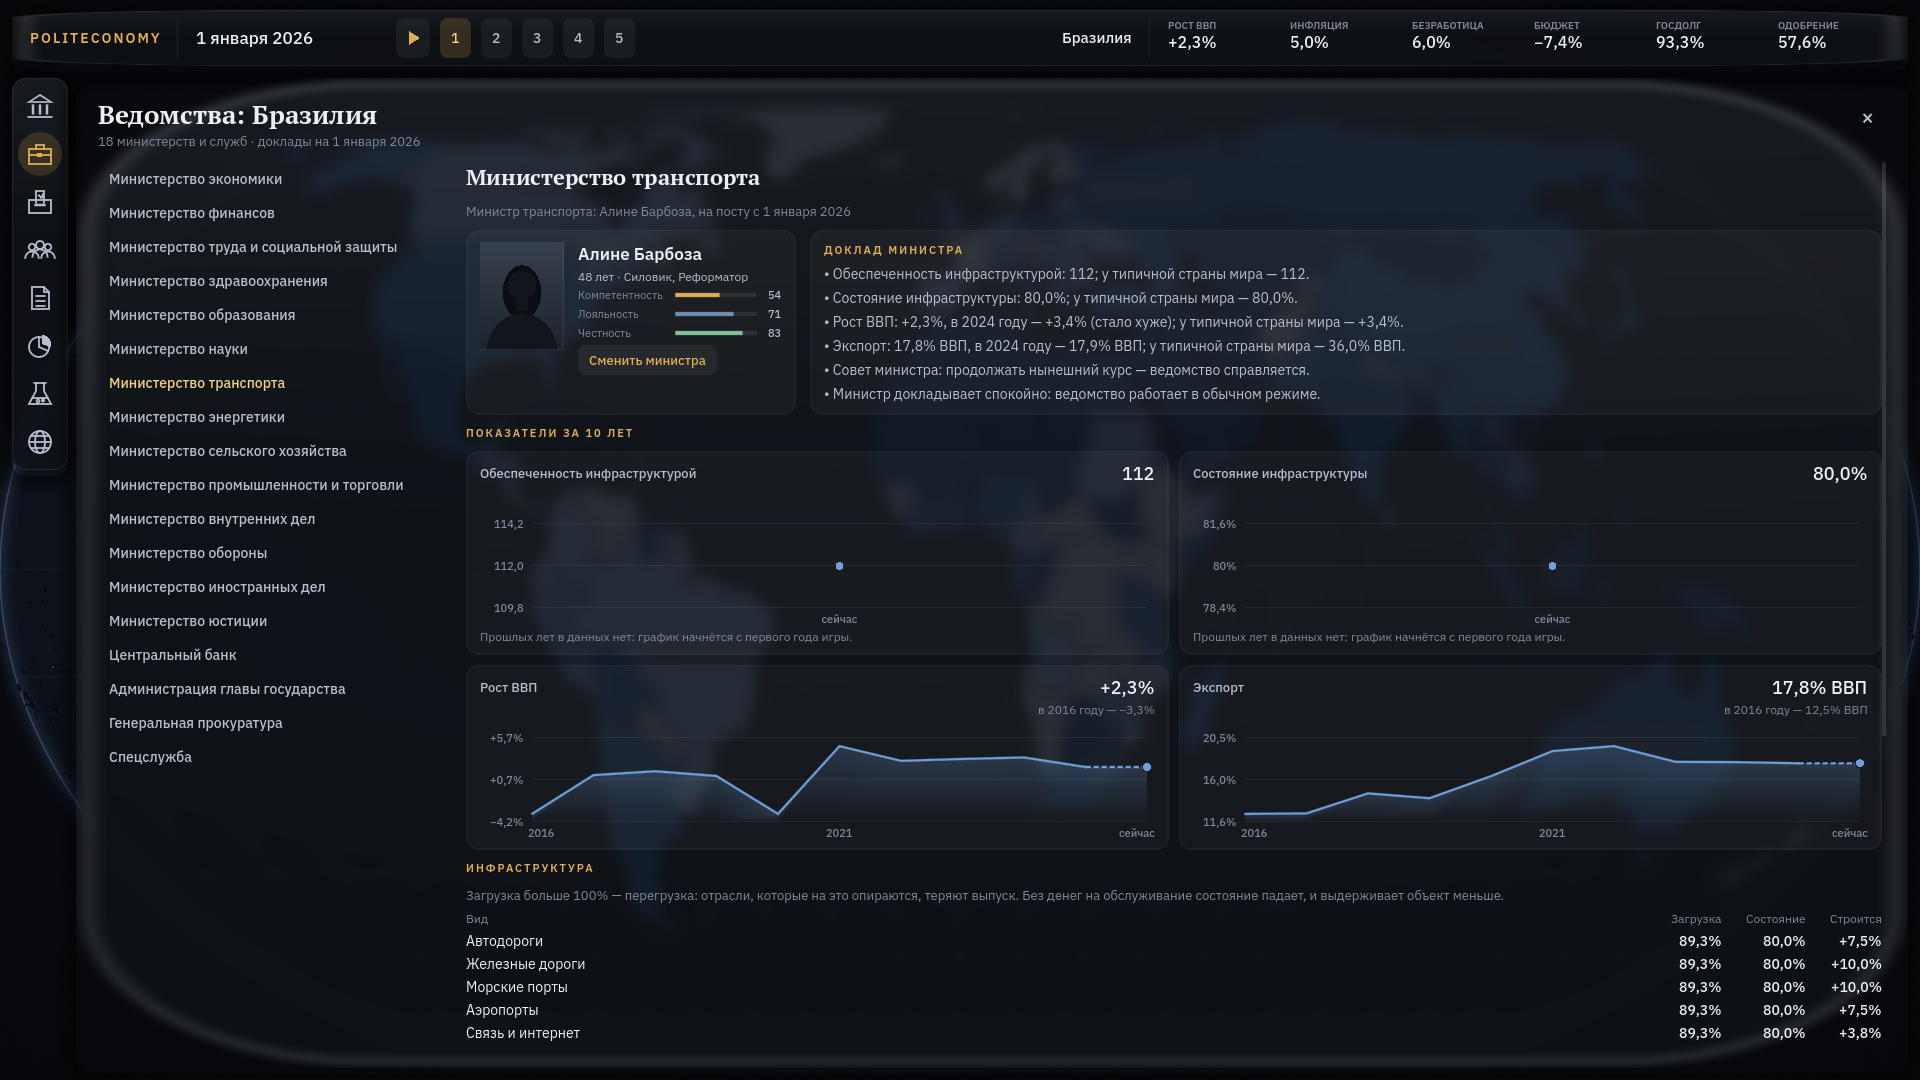 POLITECONOMY
1 января 2026
1 2 3 4 5
Бразилия
РОСТ ВВП
+2,3%
ИНФЛЯЦИЯ
5,0%
БЕЗРАБОТИЦА
6,0%
БЮДЖЕТ
−7,4%
ГОСДОЛГ
93,3%
ОДОБРЕНИЕ
57,6%
Ведомства: Бразилия
18 министерств и служб · доклады на 1 января 2026
×
Министерство экономики
Министерство финансов
Министерство труда и социальной защиты
Министерство здравоохранения
Министерство образования
Министерство науки
Министерство транспорта
Министерство энергетики
Министерство сельского хозяйства
Министерство промышленности и торговли
Министерство внутренних дел
Министерство обороны
Министерство иностранных дел
Министерство юстиции
Центральный банк
Администрация главы государства
Генеральная прокуратура
Спецслужба
Министерство транспорта
Министр транспорта: Алине Барбоза, на посту с 1 января 2026
Алине Барбоза
48 лет · Силовик, Реформатор
Компетентность 54
Лояльность 71
Честность 83
Сменить министра
ДОКЛАД МИНИСТРА
• Обеспеченность инфраструктурой: 112; у типичной страны мира — 112.
• Состояние инфраструктуры: 80,0%; у типичной страны мира — 80,0%.
• Рост ВВП: +2,3%, в 2024 году — +3,4% (стало хуже); у типичной страны мира — +3,4%.
• Экспорт: 17,8% ВВП, в 2024 году — 17,9% ВВП; у типичной страны мира — 36,0% ВВП.
• Совет министра: продолжать нынешний курс — ведомство справляется.
• Министр докладывает спокойно: ведомство работает в обычном режиме.
ПОКАЗАТЕЛИ ЗА 10 ЛЕТ
Обеспеченность инфраструктурой 112
114,2
112,0
109,8
сейчас
Прошлых лет в данных нет: график начнётся с первого года игры.
Состояние инфраструктуры 80,0%
81,6%
80%
78,4%
сейчас
Прошлых лет в данных нет: график начнётся с первого года игры.
Рост ВВП +2,3%
в 2016 году — −3,3%
+5,7%
+0,7%
−4,2%
2016 2021 сейчас
Экспорт 17,8% ВВП
в 2016 году — 12,5% ВВП
20,5%
16,0%
11,6%
2016 2021 сейчас
ИНФРАСТРУКТУРА
Загрузка больше 100% — перегрузка: отрасли, которые на это опираются, теряют выпуск. Без денег на обслуживание состояние падает, и выдерживает объект меньше.
Вид Загрузка Состояние Строится
Автодороги 89,3% 80,0% +7,5%
Железные дороги 89,3% 80,0% +10,0%
Морские порты 89,3% 80,0% +10,0%
Аэропорты 89,3% 80,0% +7,5%
Связь и интернет 89,3% 80,0% +3,8%